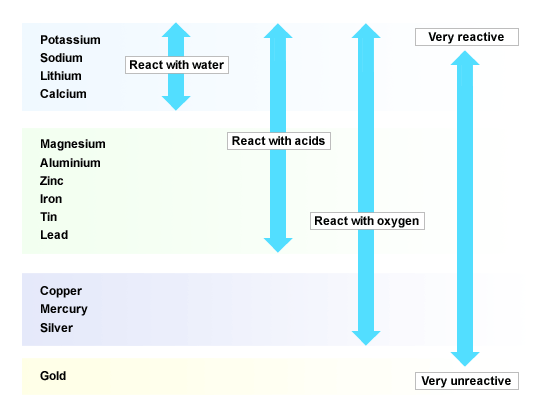 Potassium
Sodium
Lithium
Calcium
React with water
Very reactive
Magnesium
Aluminium
Zinc
Iron
Tin
Lead
React with acids
React with oxygen
Copper
Mercury
Silver
Gold
Very unreactive